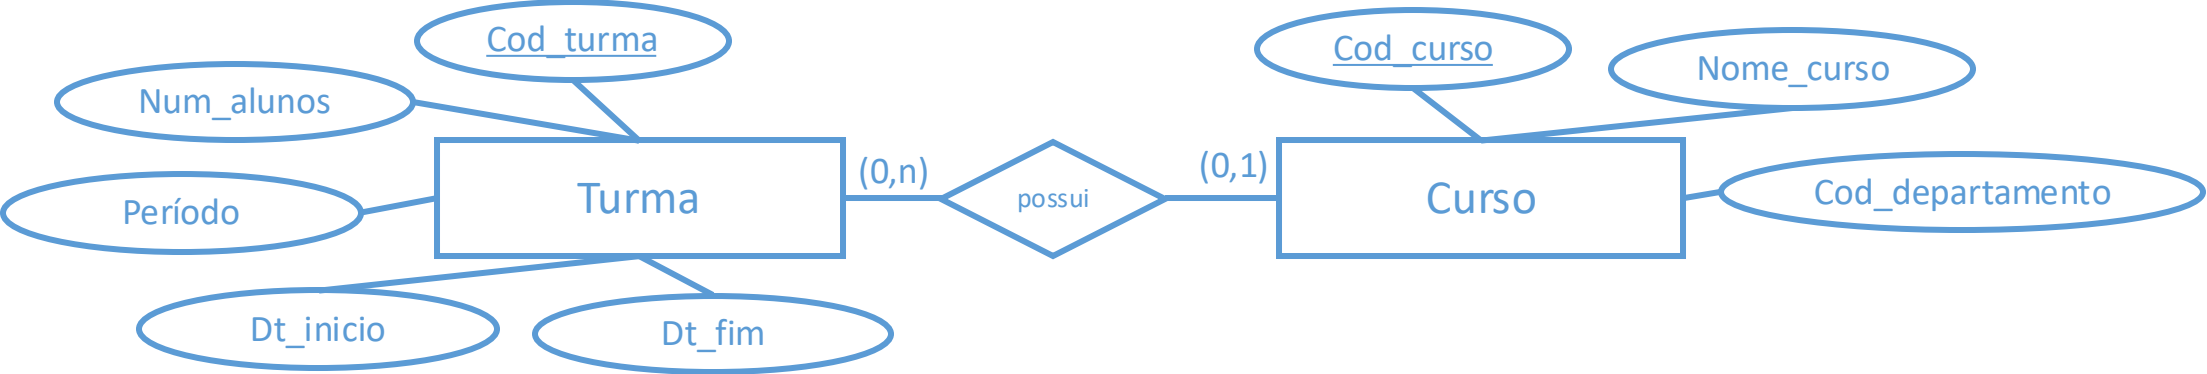 Cod_turma
Cod_curso
Nome_curso
Num_alunos
(0,n)
(0,1)
Turma
possui
Curso
Cod_departamento
Período
Dt_inicio
Dt_fim